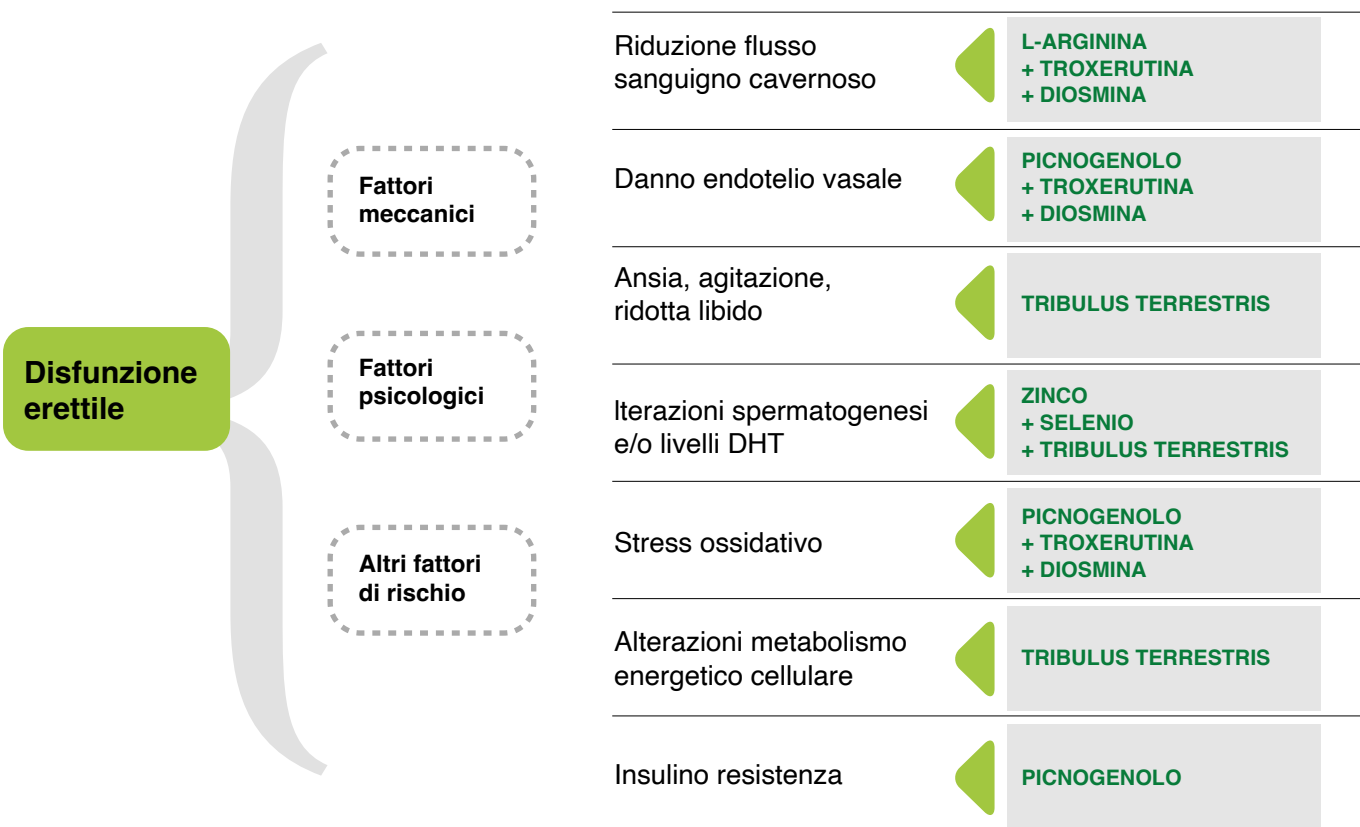 Disfunzione
erettile
Fattori
meccanici
Fattori
psicologici
Altri fattori
di rischio
Riduzione flusso
sanguigno cavernoso
L-ARGININA
+ TROXERUTINA
+ DIOSMINA
Danno endotelio vasale
PICNOGENOLO
+ TROXERUTINA
+ DIOSMINA
Ansia, agitazione,
ridotta libido
TRIBULUS TERRESTRIS
Iterazioni spermatogenesi
e/o livelli DHT
ZINCO
+ SELENIO
+ TRIBULUS TERRESTRIS
Stress ossidativo
PICNOGENOLO
+ TROXERUTINA
+ DIOSMINA
Alterazioni metabolismo
energetico cellulare
TRIBULUS TERRESTRIS
Insulino resistenza
PICNOGENOLO